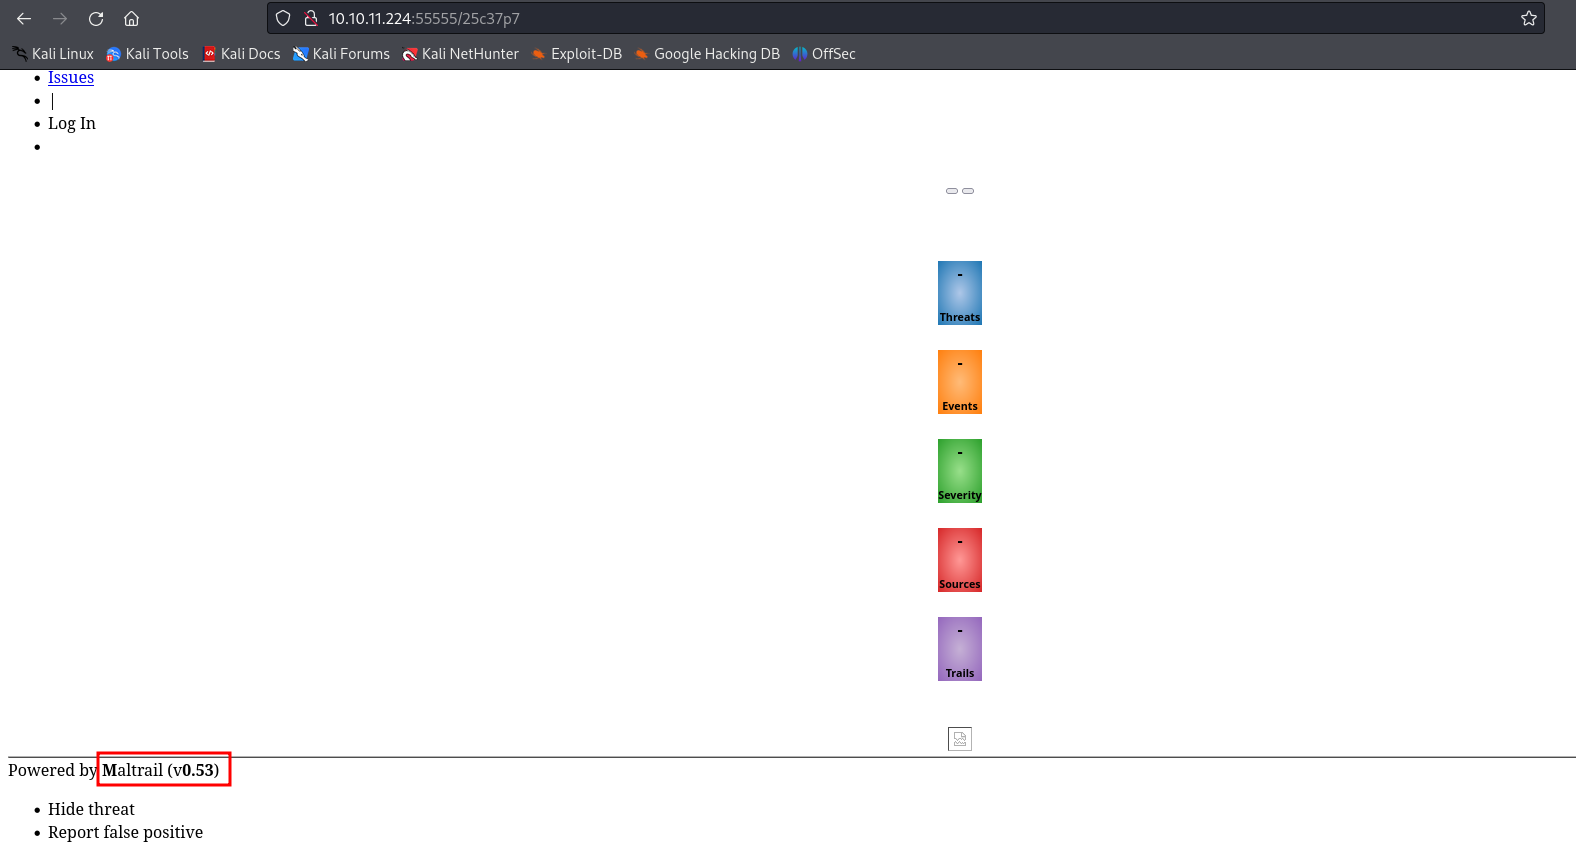 10.10.11.224:55555/25c37p7
Kali Linux Kali Tools Kali Docs Kali Forums Kali NetHunter Exploit-DB Google Hacking DB OffSec
Issues
|
Log In
-
Threats
-
Events
-
Severity
-
Sources
-
Trails
Powered by Maltrail (v0.53)
Hide threat
Report false positive